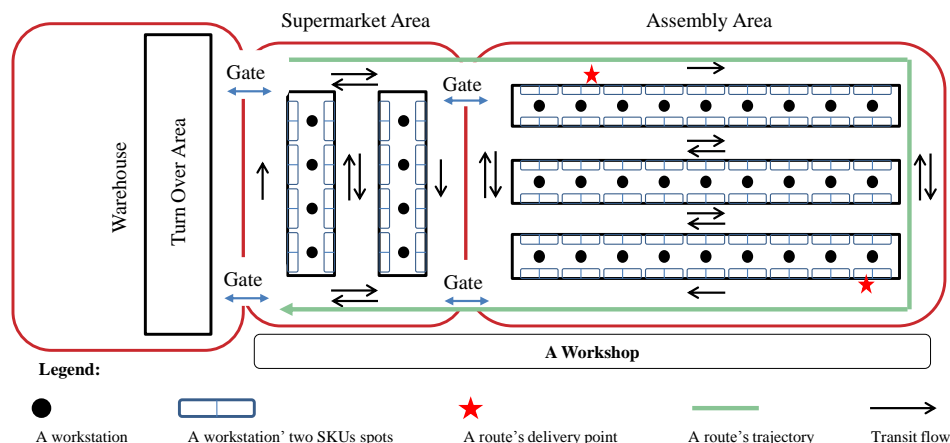 Supermarket Area
Assembly Area
Gate
Gate
Warehouse
Turn Over Area
Gate
Gate
A Workshop
Legend:
A workstation
A workstation' two SKUs spots
A route's delivery point
A route's trajectory
Transit flow